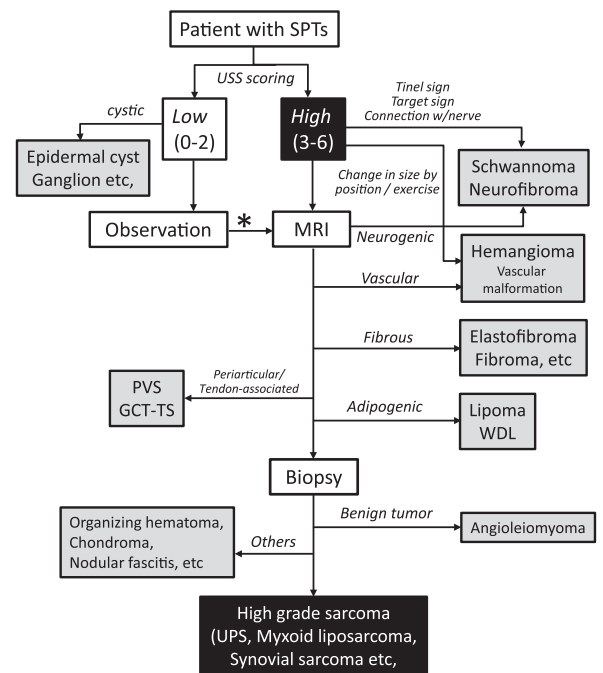 Patient with SPTs
USS scoring
cystic
Low
(0-2)
High
(3-6)
Tinel sign
Target sign
Connection w/nerve
Epidermal cyst
Ganglion etc,
Change in size by
position / exercise
Schwannoma
Neurofibroma
Observation
*
MRI
Neurogenic
Hemangioma
Vascular
malformation
Vascular
Fibrous
Elastofibroma
Fibroma, etc
Periarticular/
Tendon-associated
PVS
GCT-TS
Adipogenic
Lipoma
WDL
Biopsy
Benign tumor
Angioleiomyoma
Organizing hematoma,
Chondroma,
Nodular fascitis, etc
Others
High grade sarcoma
(UPS, Myxoid liposarcoma,
Synovial sarcoma etc,